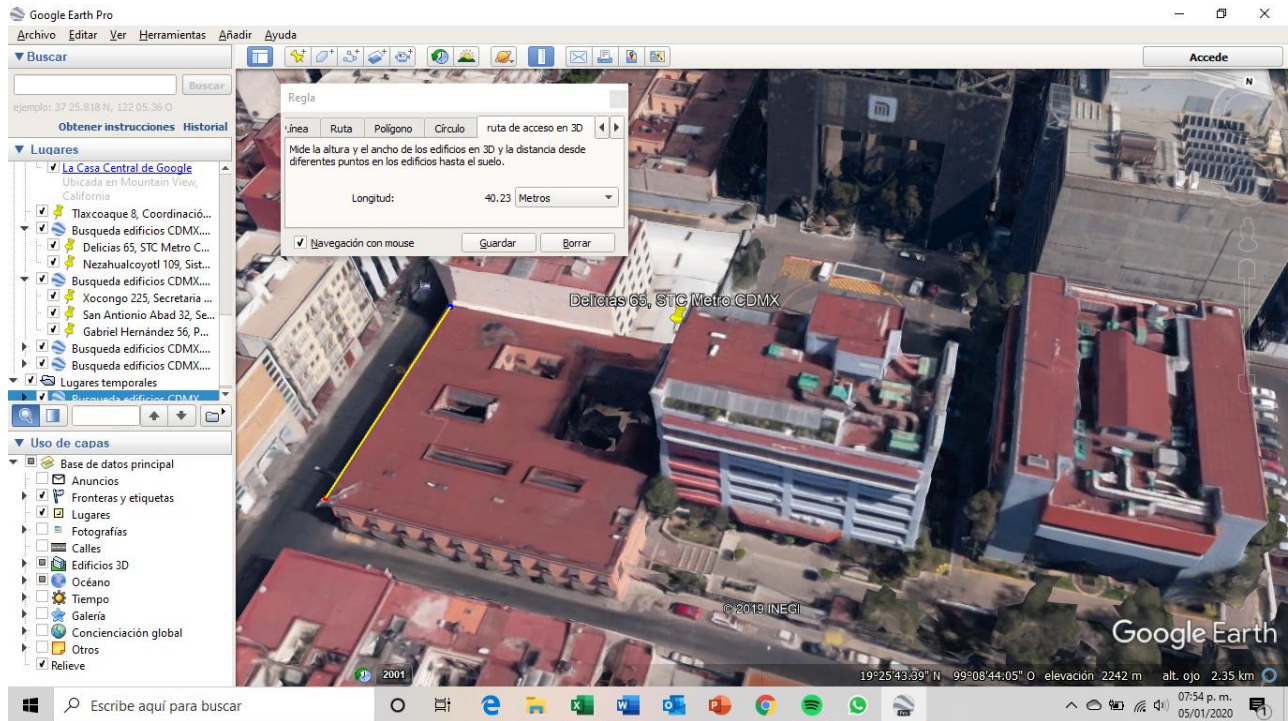 Google Earth Pro
Archivo Editar Ver Herramientas Añadir Ayuda
Buscar
Accede
Buscar
ejemplo: 37 25.818 N, 122 05.36 O
Obtener instrucciones Historial
Lugares
La Casa Central de Google
Ubicada en Mountain View,
California
Tlaxcoaque 8, Coordinació...
Busqueda edificios CDMX....
Delicias 65, STC Metro C...
Nezahualcoyotl 109, Sist...
Busqueda edificios CDMX....
Xocongo 225, Secretaria ...
San Antonio Abad 32, Se...
Gabriel Hernández 56, P...
Busqueda edificios CDMX....
Busqueda edificios CDMX....
Lugares temporales
Busqueda edificios CDMX
Uso de capas
Base de datos principal
Anuncios
Fronteras y etiquetas
Lugares
Fotografías
Calles
Edificios 3D
Océano
Tiempo
Galería
Concienciación global
Otros
Relieve
Regla
Línea Ruta Polígono Círculo ruta de acceso en 3D
Mide la altura y el ancho de los edificios en 3D y la distancia desde
diferentes puntos en los edificios hasta el suelo.
Longitud: 40.23 Metros
Navegación con mouse Guardar Borrar
N
Delicias 65, STC Metro CDMX
© 2019 INEGI
Google Earth
2001
19°25'43.39" N 99°08'44.05" O elevación 2242 m alt. ojo 2.35 km
Escribe aquí para buscar
07:54 p. m.
05/01/2020